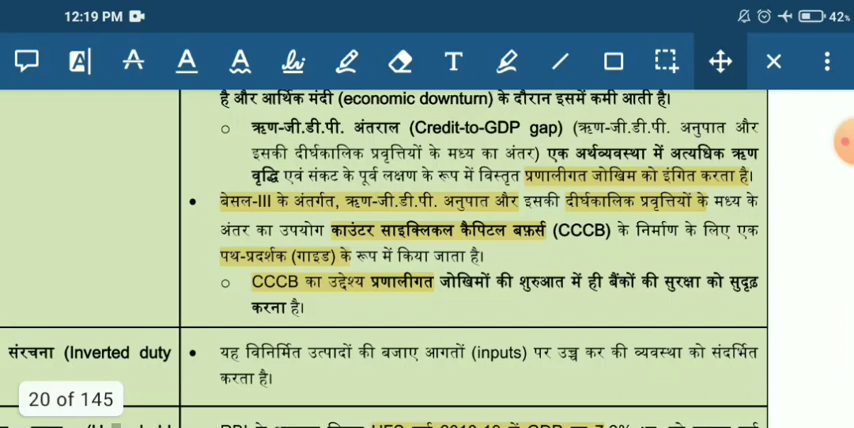 12:19 PM
42%
A
A
A
A
T
है और आर्थिक मंदी (economic downturn) के दौरान इसमें कमी आती है।
○ ऋण-जी.डी.पी. अंतराल (Credit-to-GDP gap) (ऋण-जी.डी.पी. अनुपात और
इसकी दीर्घकालिक प्रवृत्तियों के मध्य का अंतर) एक अर्थव्यवस्था में अत्यधिक ऋण
वृद्धि एवं संकट के पूर्व लक्षण के रूप में विस्तृत प्रणालीगत जोखिम को इंगित करता है।
• बेसल-III के अंतर्गत, ऋण-जी.डी.पी. अनुपात और इसकी दीर्घकालिक प्रवृत्तियों के मध्य के
अंतर का उपयोग काउंटर साइक्लिकल कैपिटल बफ़र्स (CCCB) के निर्माण के लिए एक
पथ-प्रदर्शक (गाइड) के रूप में किया जाता है।
○ CCCB का उद्देश्य प्रणालीगत जोखिमों की शुरुआत में ही बैंकों की सुरक्षा को सुदृढ़
करना है।
संरचना (Inverted duty
• यह विनिर्मित उत्पादों की बजाए आगतों (inputs) पर उच्च कर की व्यवस्था को संदर्भित
करता है।
20 of 145